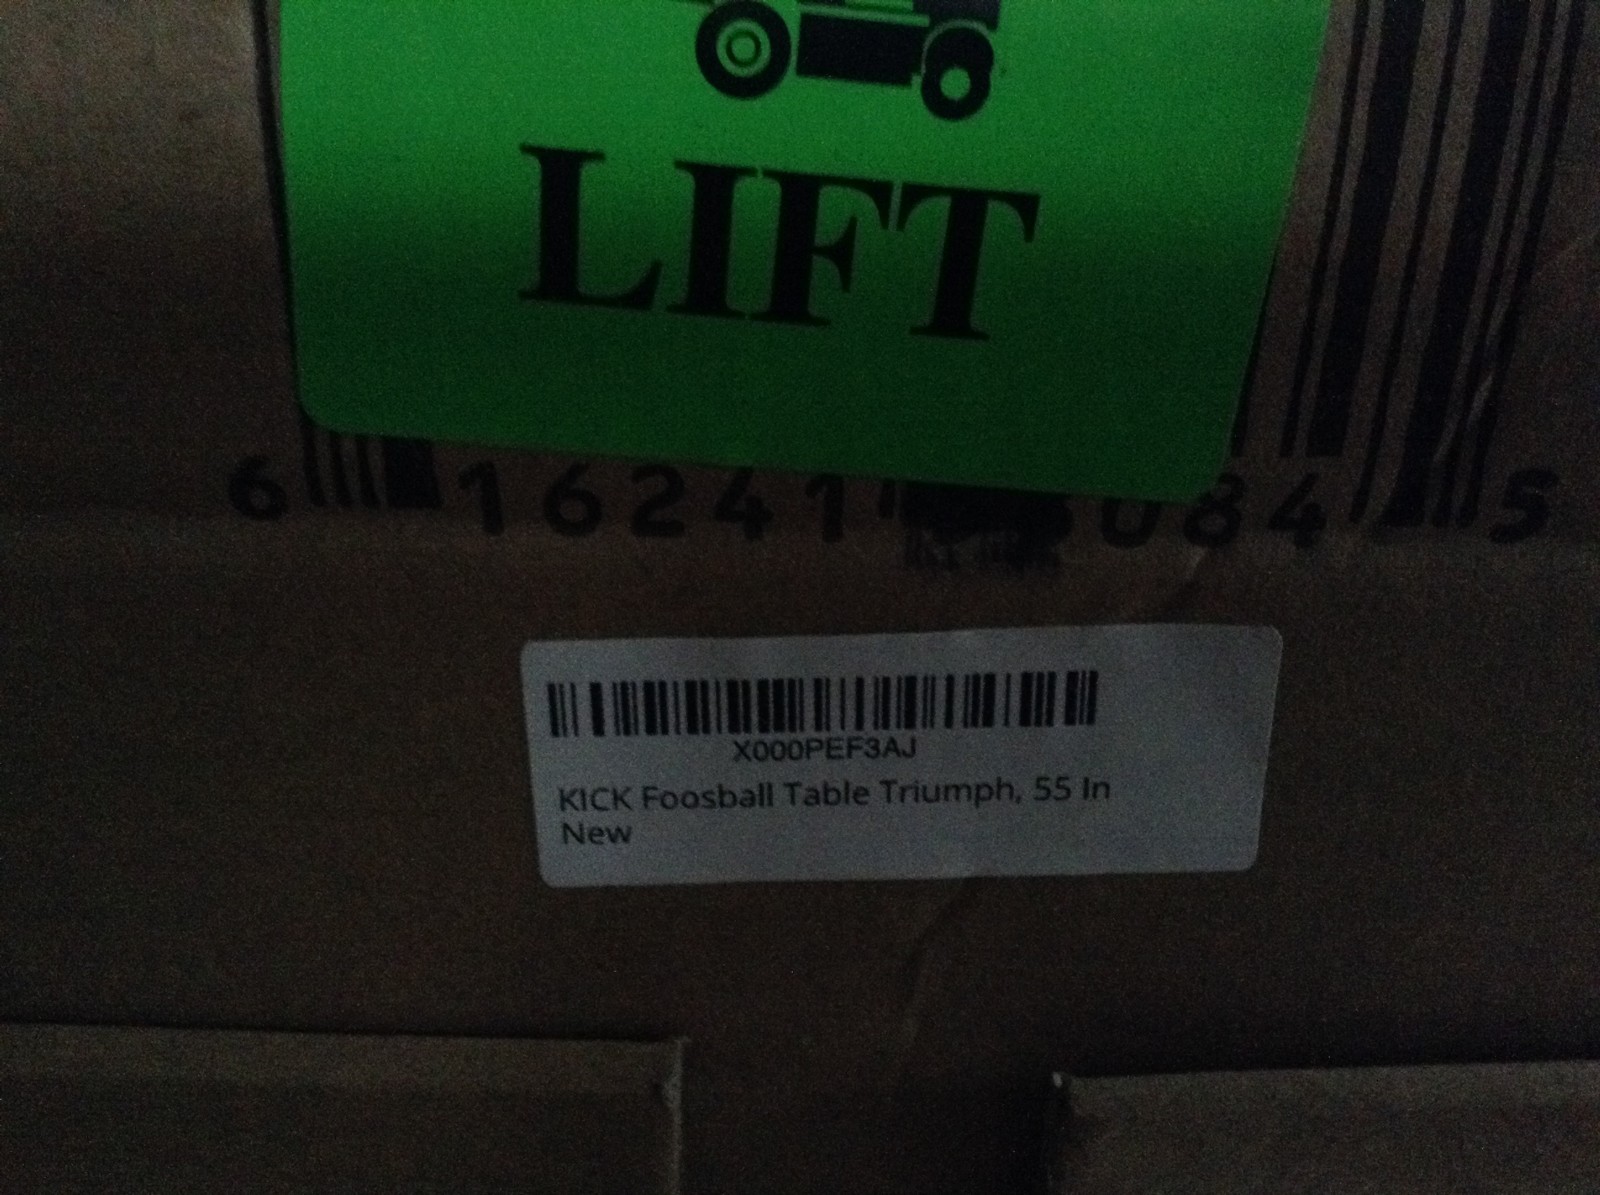 LIFT
6 16241 084 5
X000PEF3AJ
KICK Foosball Table Triumph, 55 In
New